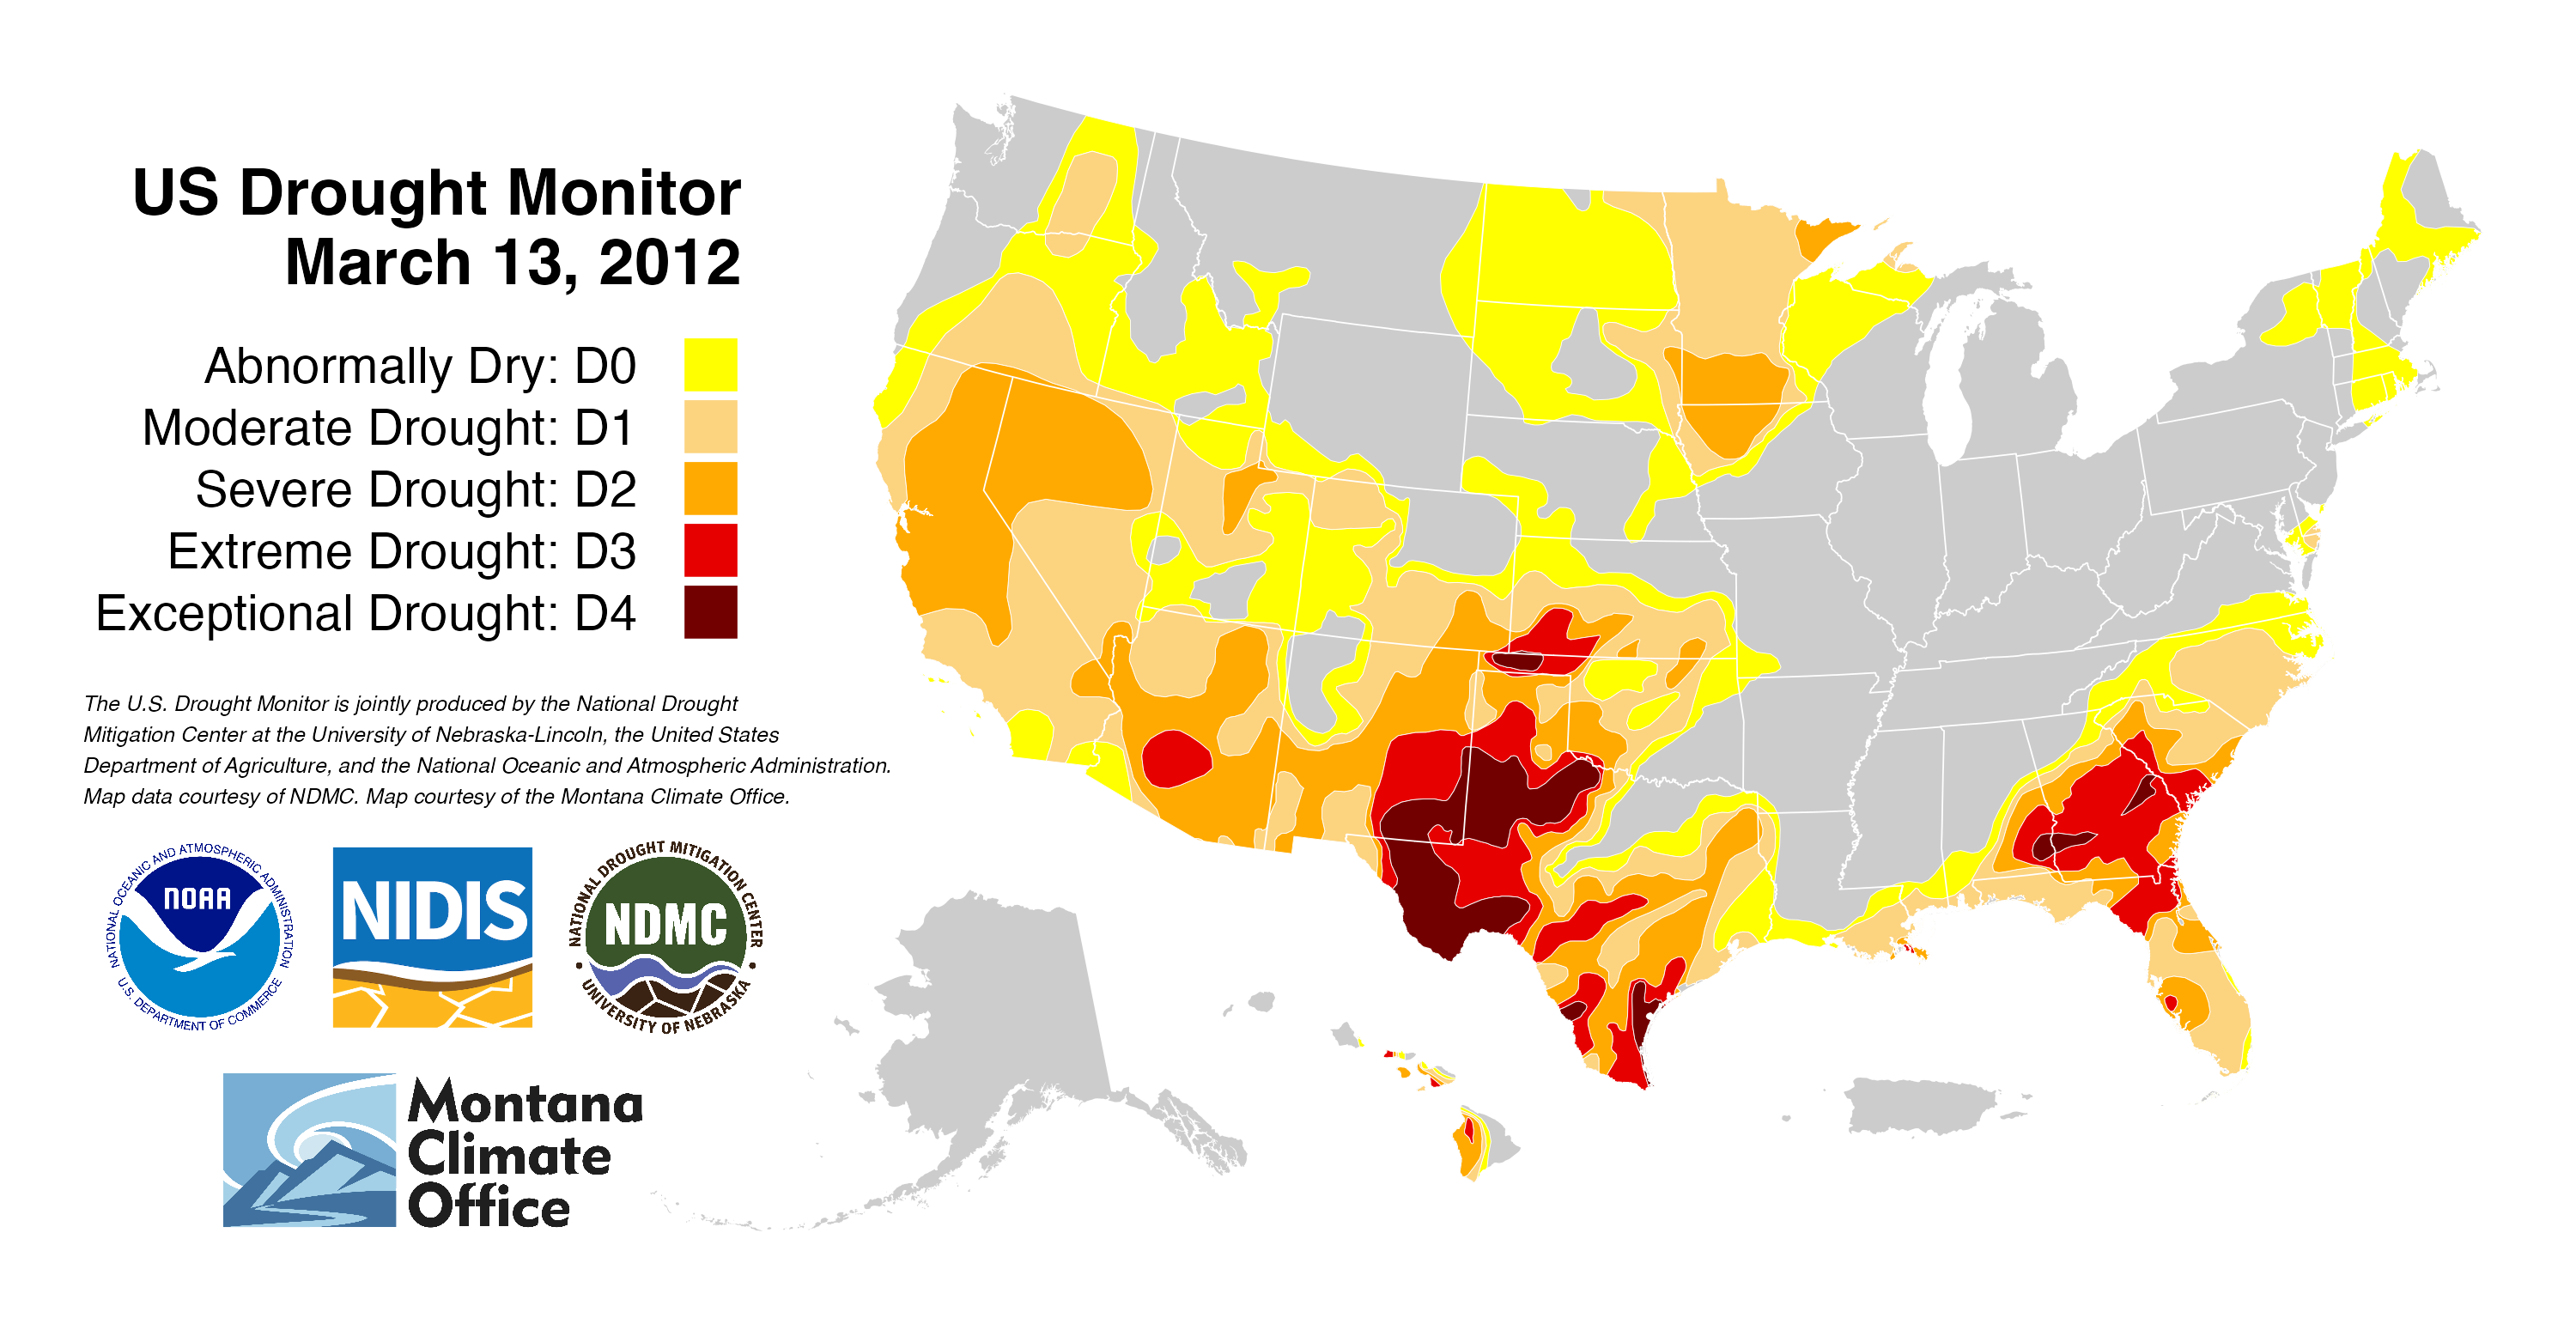 US Drought Monitor
March 13, 2012
Abnormally Dry: D0
Moderate Drought: D1
Severe Drought: D2
Extreme Drought: D3
Exceptional Drought: D4
The U.S. Drought Monitor is jointly produced by the National Drought
Mitigation Center at the University of Nebraska-Lincoln, the United States
Department of Agriculture, and the National Oceanic and Atmospheric Administration.
Map data courtesy of NDMC. Map courtesy of the Montana Climate Office.
NATIONAL OCEANIC AND ATMOSPHERIC ADMINISTRATION
NOAA
U.S. DEPARTMENT OF COMMERCE
NIDIS
NATIONAL DROUGHT MITIGATION CENTER
NDMC
UNIVERSITY OF NEBRASKA
Montana
Climate
Office